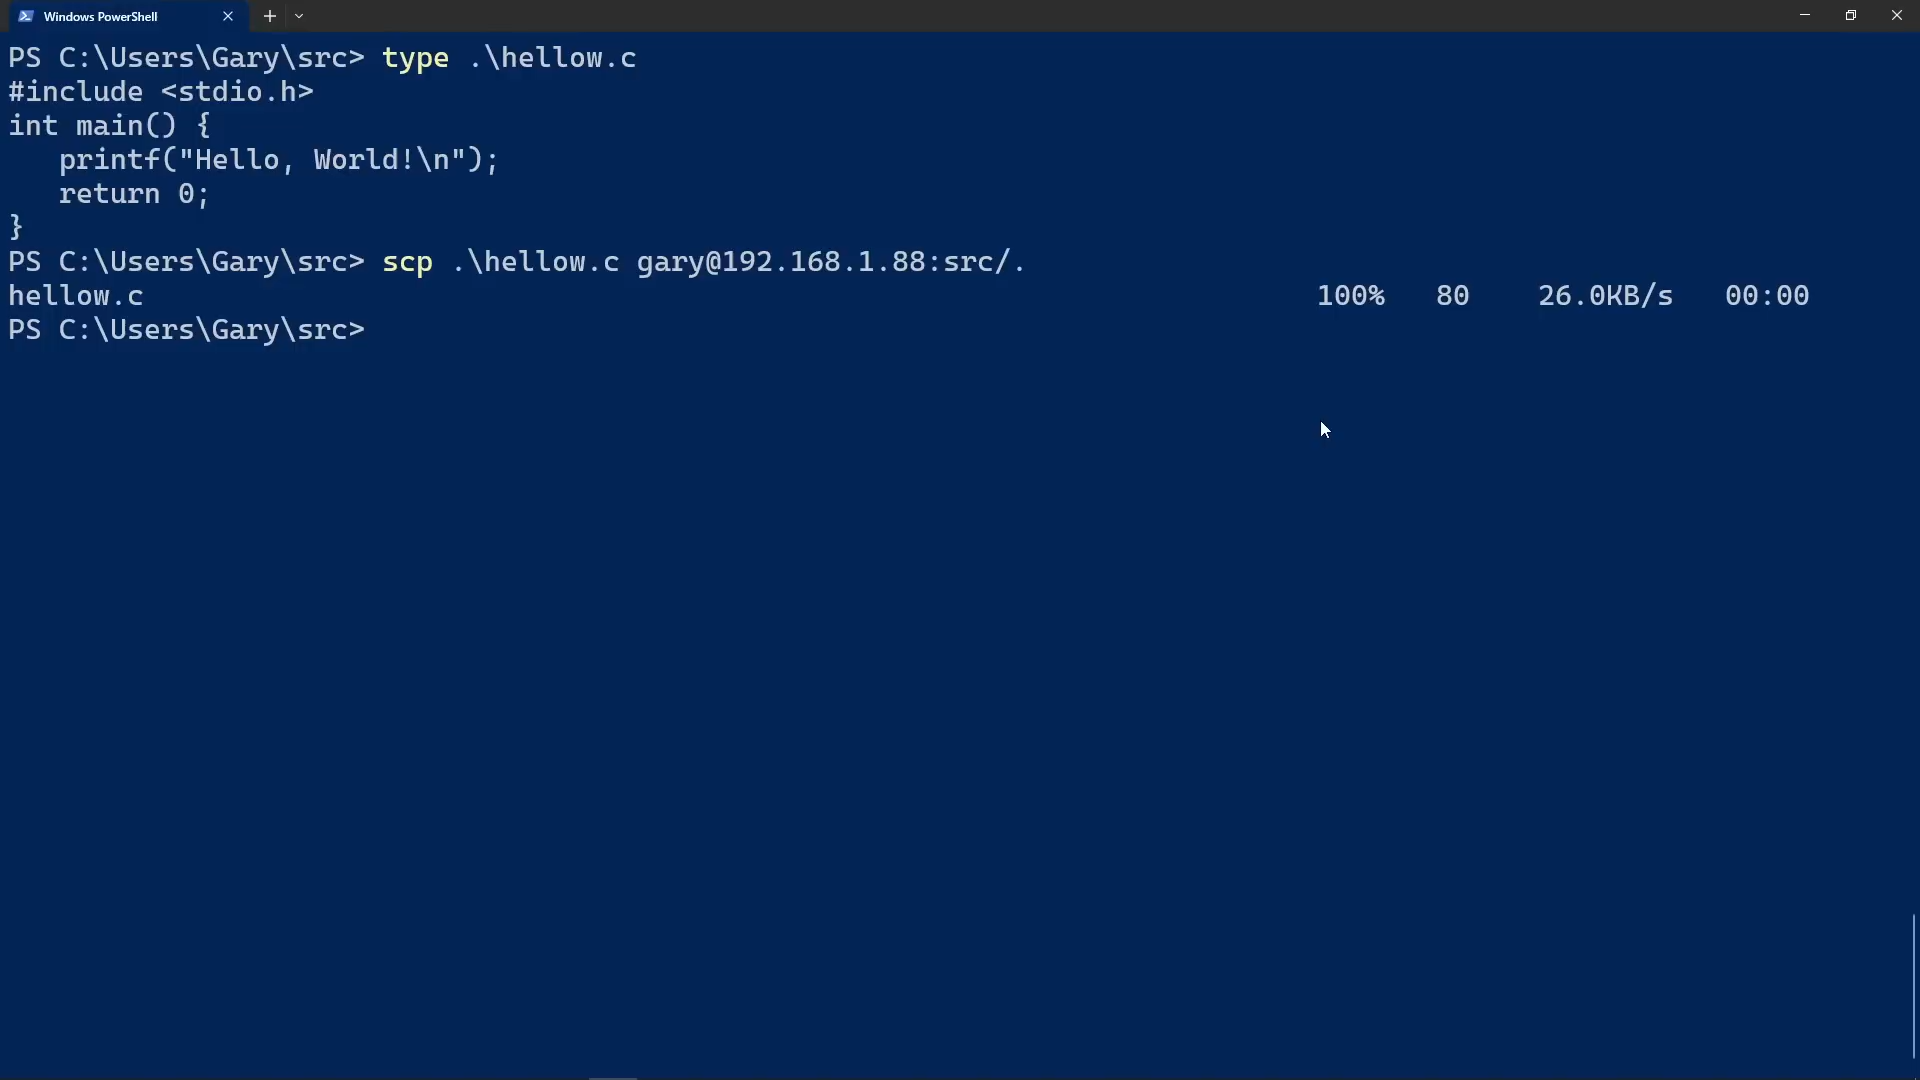 Windows PowerShell
PS C:\Users\Gary\src> type .\hellow.c
#include <stdio.h>
int main() {
   printf("Hello, World!\n");
   return 0;
}
PS C:\Users\Gary\src> scp .\hellow.c gary@192.168.1.88:src/.
hellow.c 100% 80 26.0KB/s 00:00
PS C:\Users\Gary\src>